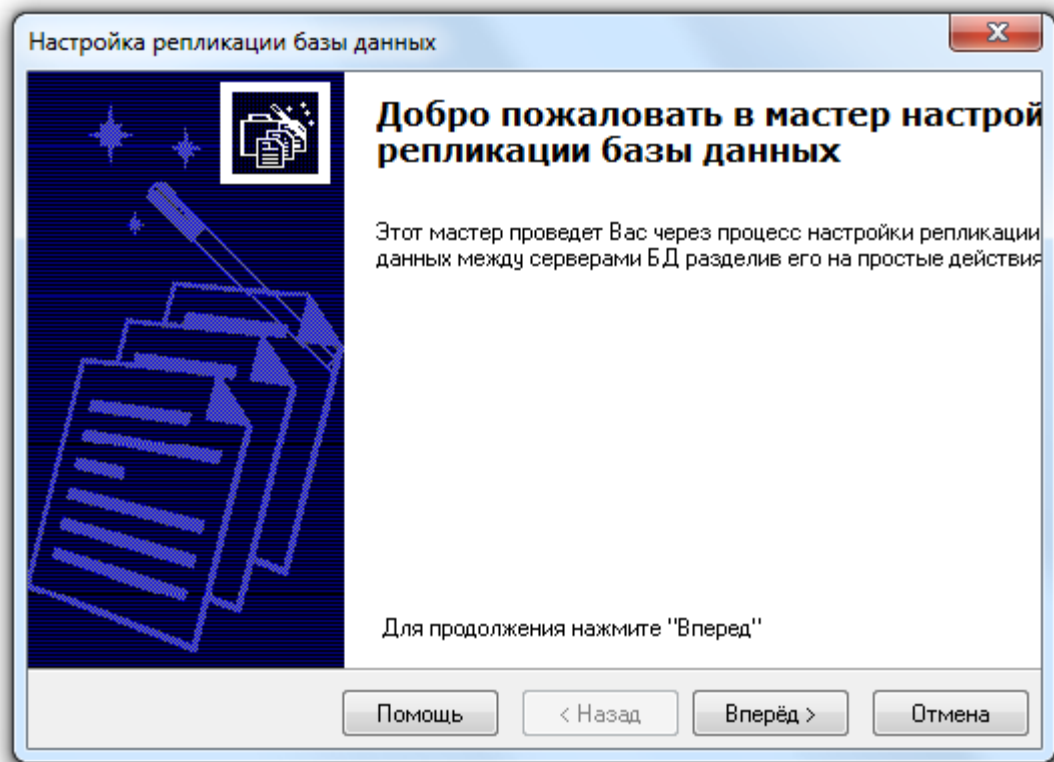 Настройка репликации базы данных
Добро пожаловать в мастер настрой
репликации базы данных
Этот мастер проведет Вас через процесс настройки репликации
данных между серверами БД разделив его на простые действия
Для продолжения нажмите "Вперед"
Помощь
< Назад
Вперёд >
Отмена